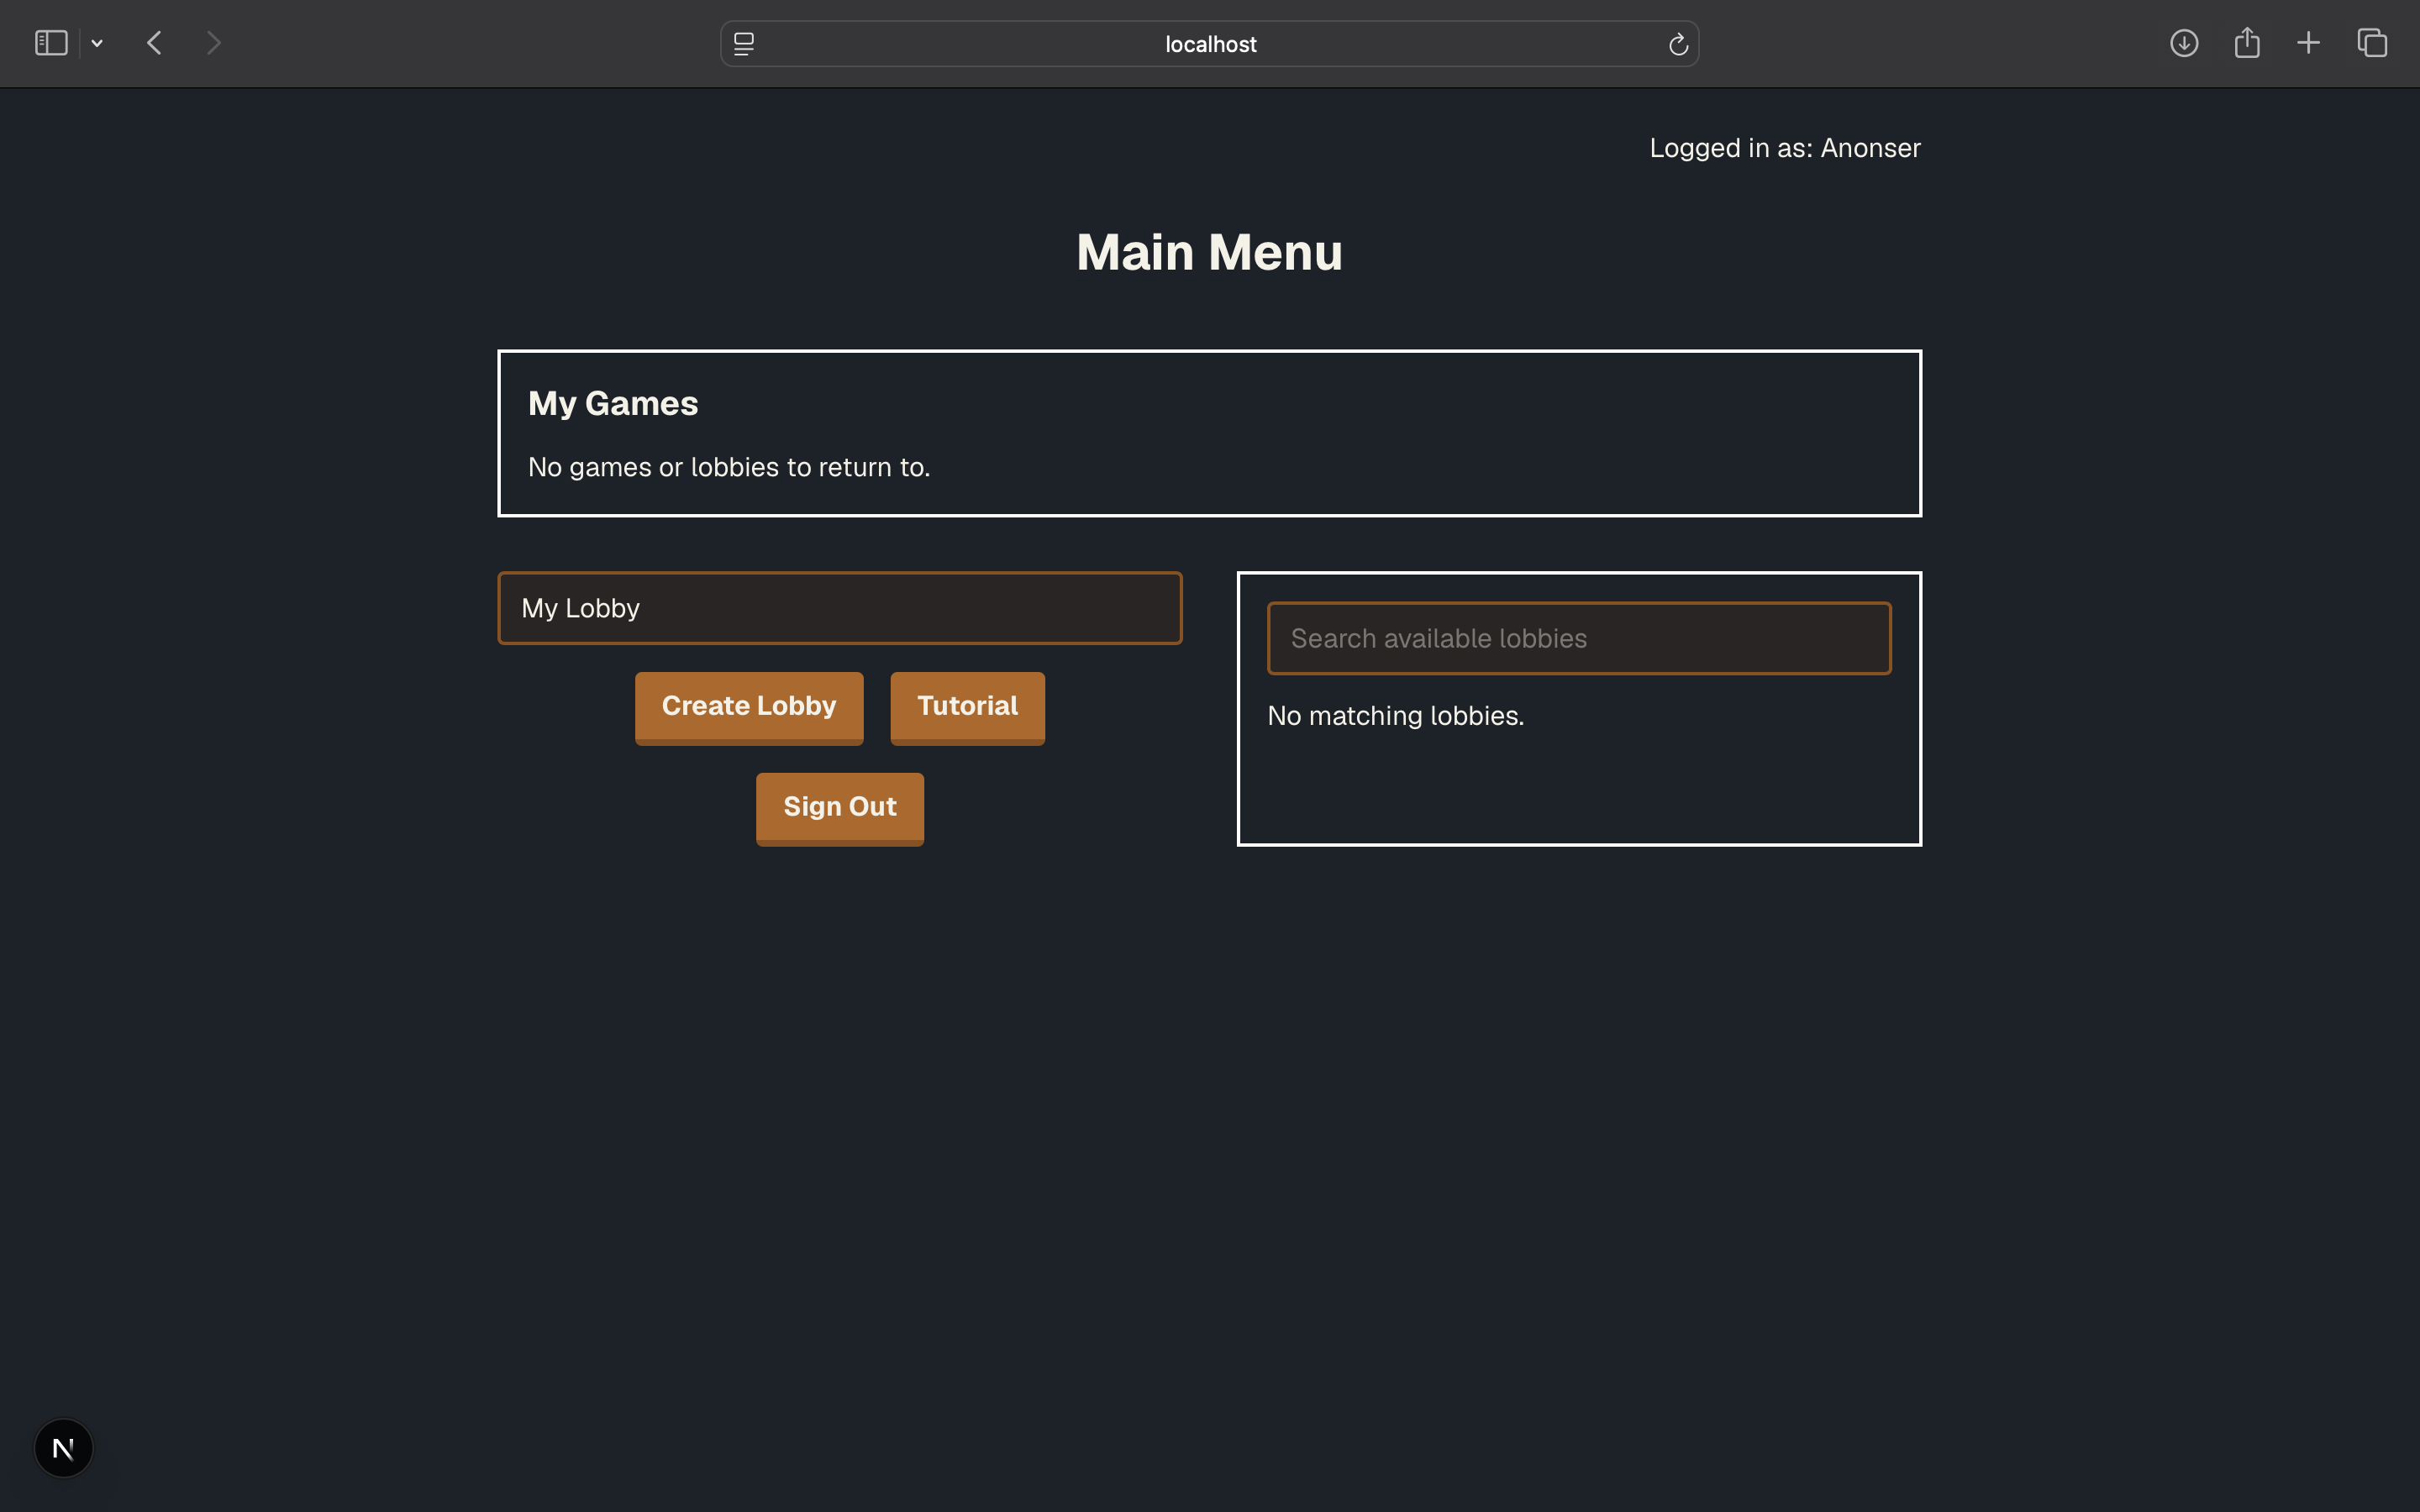 localhost
Logged in as: Anonser
Main Menu
My Games
No games or lobbies to return to.
My Lobby
Create Lobby
Tutorial
Sign Out
Search available lobbies
No matching lobbies.
N